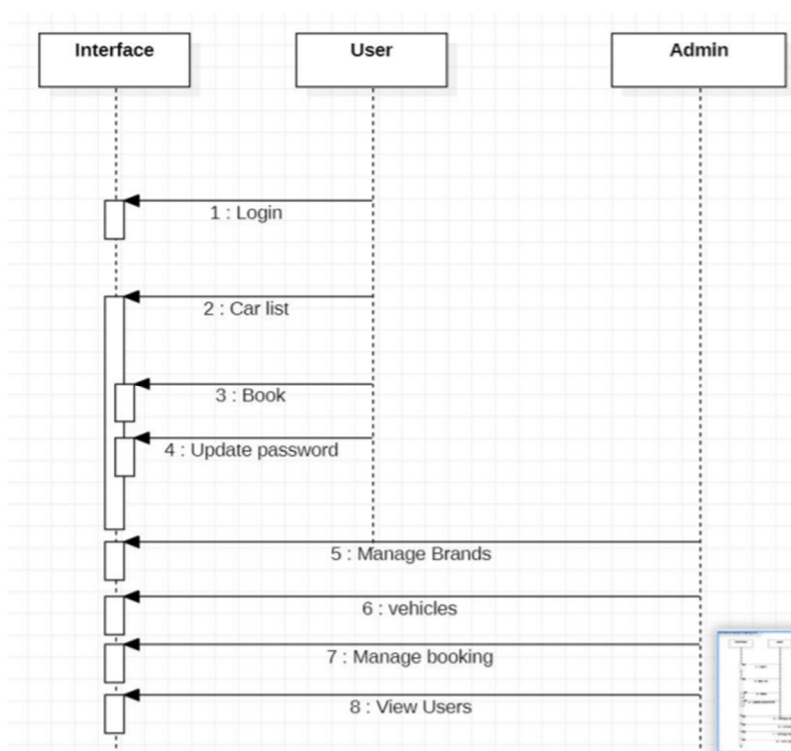 Interface
User
Admin
1 : Login
2 : Car list
3 : Book
4 : Update password
5 : Manage Brands
6 : vehicles
7 : Manage booking
8 : View Users